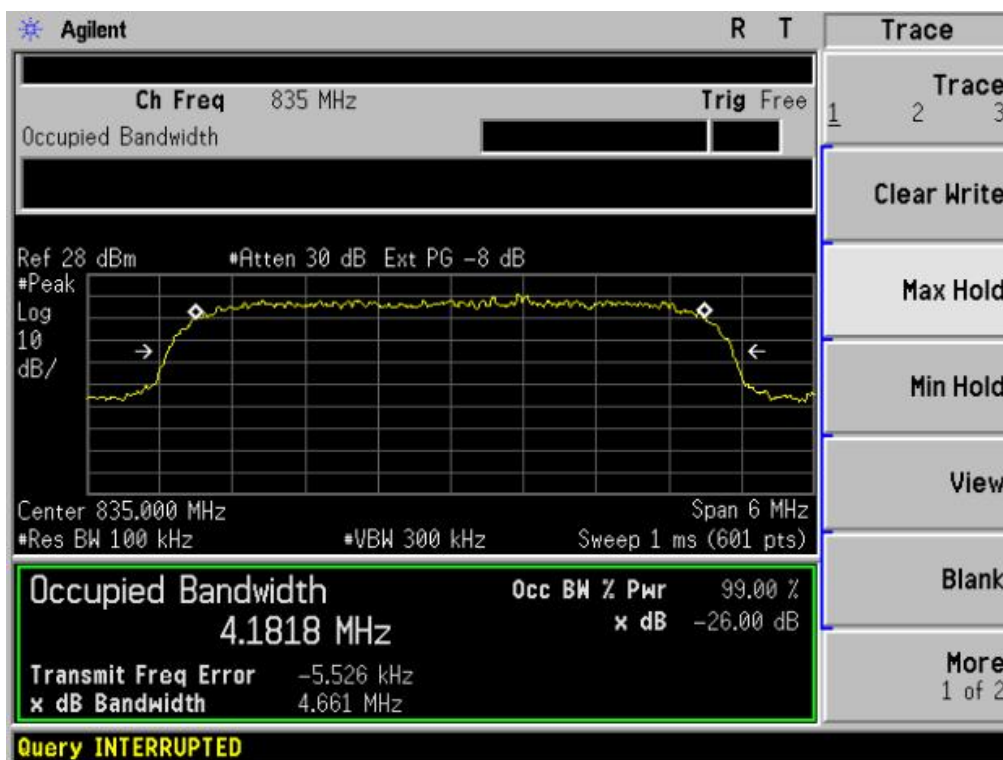 Agilent R T Trace
Ch Freq 835 MHz Trig Free
Occupied Bandwidth
Trace
1 2 3
Clear Write
Max Hold
Min Hold
View
Blank
More
1 of 2
Ref 28 dBm #Atten 30 dB Ext PG -8 dB
#Peak
Log
10
dB/
Center 835.000 MHz Span 6 MHz
#Res BW 100 kHz #VBW 300 kHz Sweep 1 ms (601 pts)
Occupied Bandwidth Occ BW % Pwr 99.00 %
4.1818 MHz x dB -26.00 dB
Transmit Freq Error -5.526 kHz
x dB Bandwidth 4.661 MHz
Query INTERRUPTED